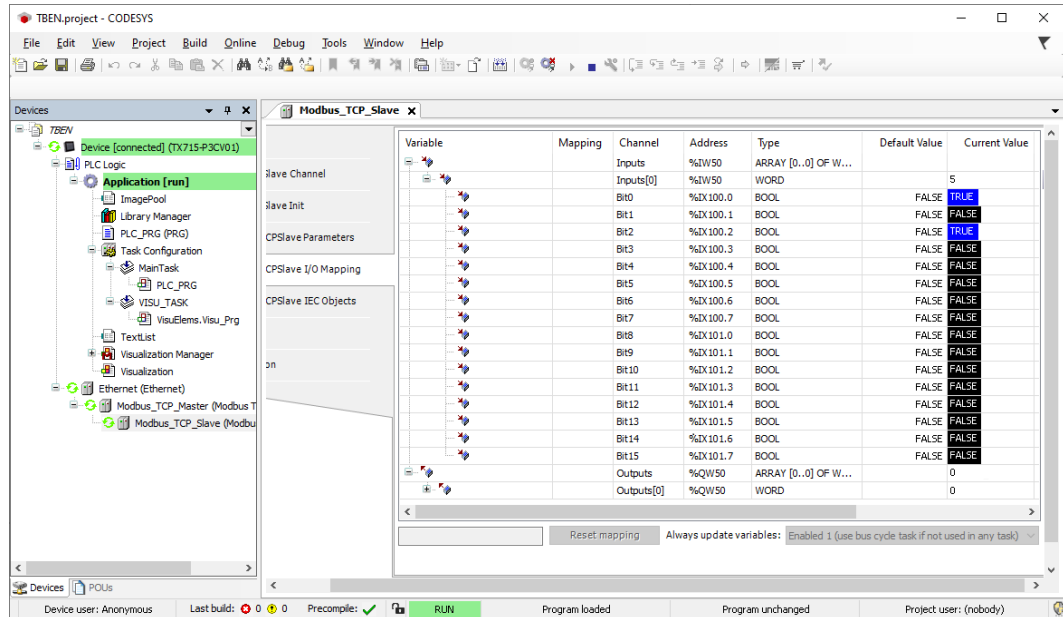 TBEN.project - CODESYS
File Edit View Project Build Online Debug Tools Window Help
Devices
TBEN
Device [connected] (TX715-P3CV01)
PLC Logic
Application [run]
ImagePool
Library Manager
PLC_PRG (PRG)
Task Configuration
MainTask
PLC_PRG
VISU_TASK
VisuElems.Visu_Prg
TextList
Visualization Manager
Visualization
Ethernet (Ethernet)
Modbus_TCP_Master (Modbus T
Modbus_TCP_Slave (Modbu
Devices POUs
Modbus_TCP_Slave
Slave Channel
Slave Init
CPSlave Parameters
CPSlave I/O Mapping
CPSlave IEC Objects
on
Variable Mapping Channel Address Type Default Value Current Value
Inputs %IW50 ARRAY [0..0] OF W...
Inputs[0] %IW50 WORD 5
Bit0 %IX100.0 BOOL FALSE TRUE
Bit1 %IX100.1 BOOL FALSE FALSE
Bit2 %IX100.2 BOOL FALSE TRUE
Bit3 %IX100.3 BOOL FALSE FALSE
Bit4 %IX100.4 BOOL FALSE FALSE
Bit5 %IX100.5 BOOL FALSE FALSE
Bit6 %IX100.6 BOOL FALSE FALSE
Bit7 %IX100.7 BOOL FALSE FALSE
Bit8 %IX101.0 BOOL FALSE FALSE
Bit9 %IX101.1 BOOL FALSE FALSE
Bit10 %IX101.2 BOOL FALSE FALSE
Bit11 %IX101.3 BOOL FALSE FALSE
Bit12 %IX101.4 BOOL FALSE FALSE
Bit13 %IX101.5 BOOL FALSE FALSE
Bit14 %IX101.6 BOOL FALSE FALSE
Bit15 %IX101.7 BOOL FALSE FALSE
Outputs %QW50 ARRAY [0..0] OF W... 0
Outputs[0] %QW50 WORD 0
Reset mapping Always update variables: Enabled 1 (use bus cycle task if not used in any task)
Device user: Anonymous Last build: 0 0 Precompile: RUN Program loaded Program unchanged Project user: (nobody)